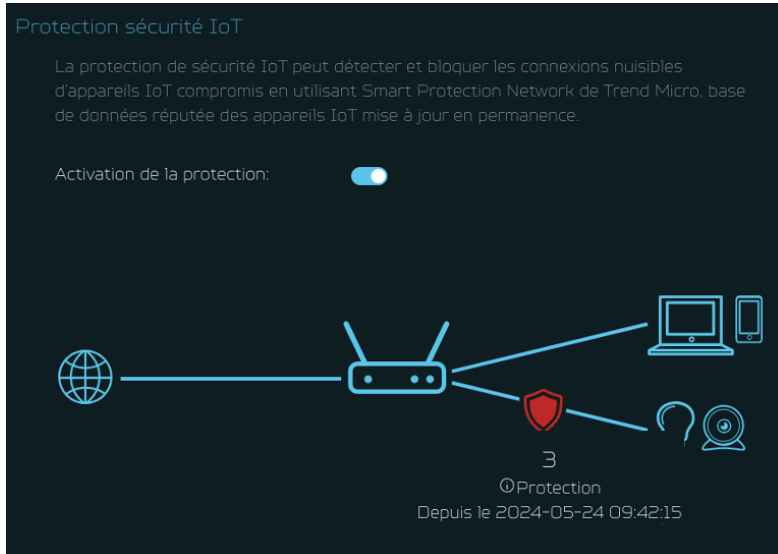 Protection sécurité IoT
La protection de sécurité IoT peut détecter et bloquer les connexions nuisibles
d'appareils IoT compromis en utilisant Smart Protection Network de Trend Micro, base
de données réputée des appareils IoT mise à jour en permanence.
Activation de la protection:
3
Protection
Depuis le 2024-05-24 09:42:15